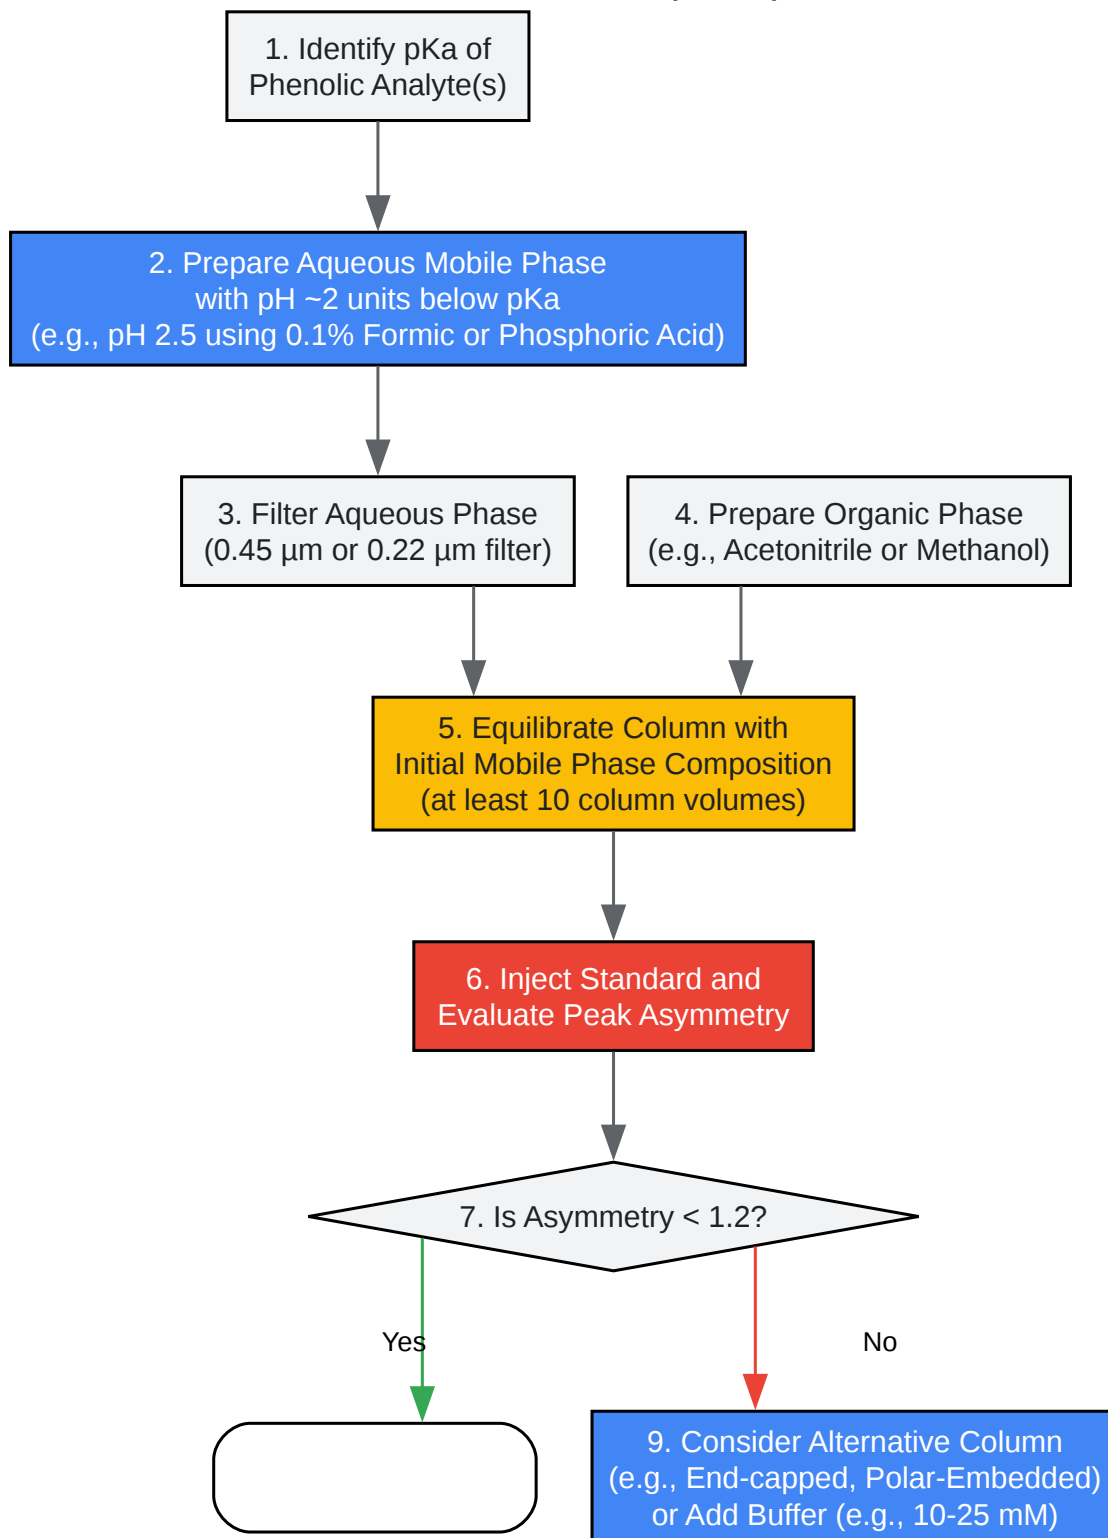 1. Identify pKa of
Phenolic Analyte(s)
2. Prepare Aqueous Mobile Phase
with pH ~2 units below pKa
(e.g., pH 2.5 using 0.1% Formic or Phosphoric Acid)
3. Filter Aqueous Phase
(0.45 µm or 0.22 µm filter)
4. Prepare Organic Phase
(e.g., Acetonitrile or Methanol)
5. Equilibrate Column with
Initial Mobile Phase Composition
(at least 10 column volumes)
6. Inject Standard and
Evaluate Peak Asymmetry
7. Is Asymmetry < 1.2?
Yes
No
9. Consider Alternative Column
(e.g., End-capped, Polar-Embedded)
or Add Buffer (e.g., 10-25 mM)